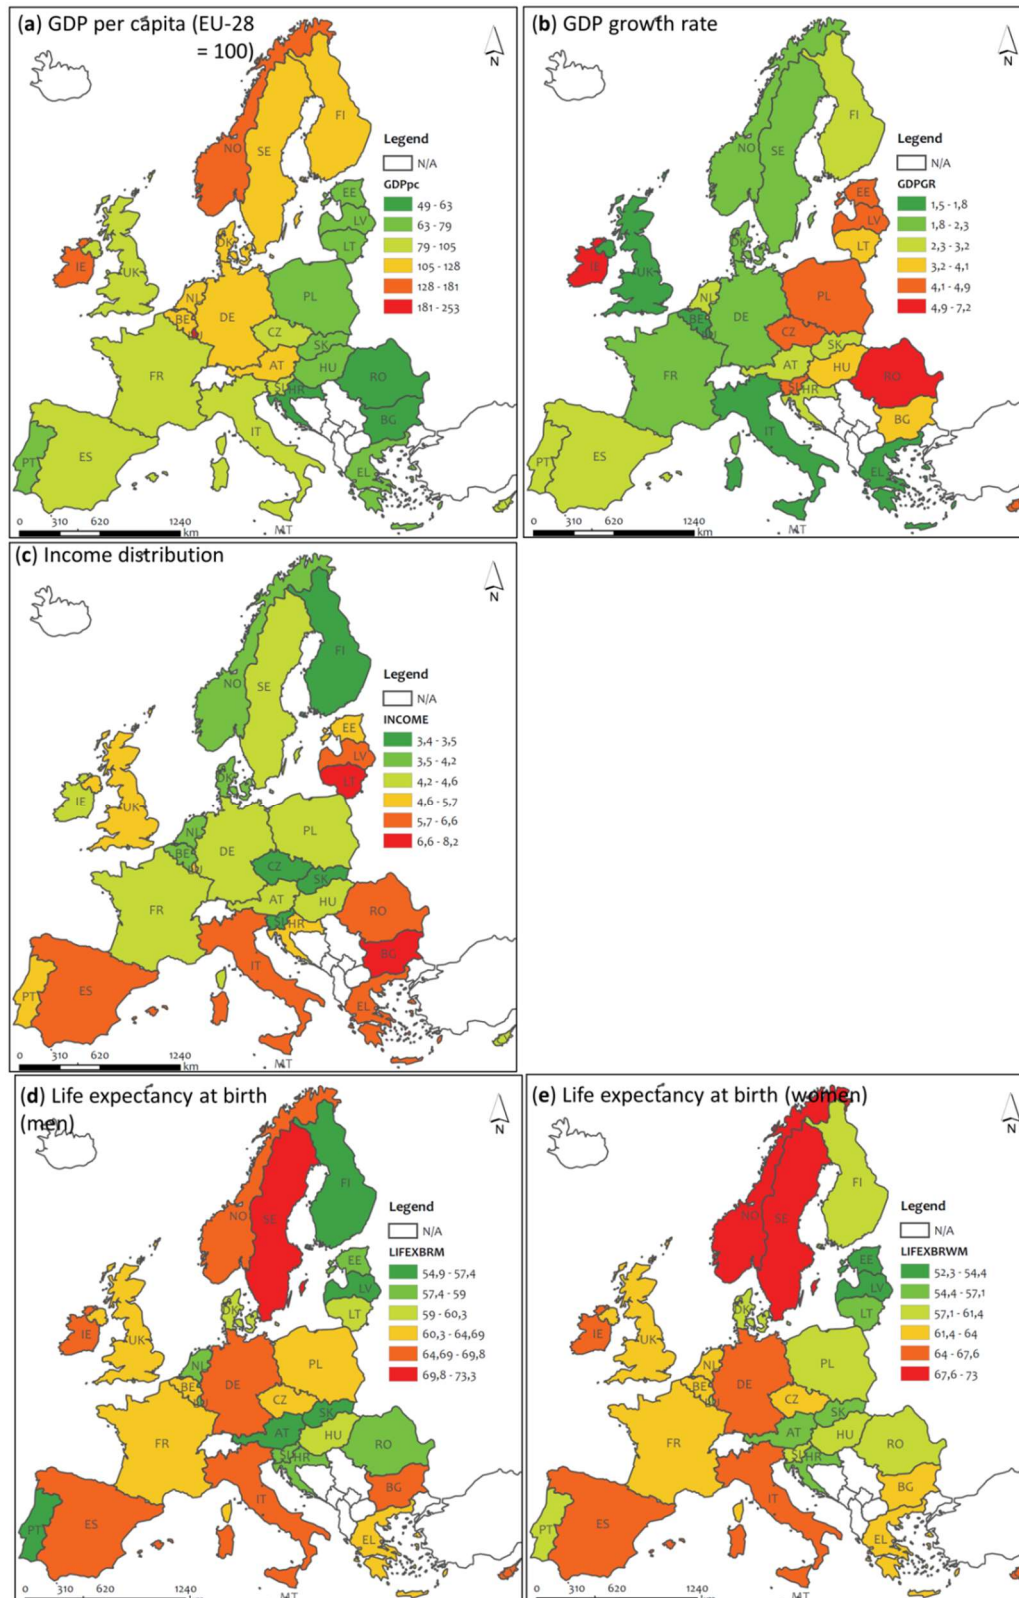 (a) GDP per capita (EU-28
= 100)
N
FI
NO
SE
Legend
N/A
GDPpc
49 - 63
63 - 79
79 - 105
105 - 128
128 - 181
181 - 253
EE
LV
LT
DK
IE
UK
NL
BE
DE
PL
CZ
SK
FR
AT
HU
SI
HR
RO
IT
BG
PT
ES
EL
0 310 620 1240
km
MT
(b) GDP growth rate
N
FI
NO
SE
Legend
N/A
GDPGR
1,5 - 1,8
1,8 - 2,3
2,3 - 3,2
3,2 - 4,1
4,1 - 4,9
4,9 - 7,2
EE
LV
LT
DK
IE
UK
NL
BE
DE
PL
CZ
SK
FR
AT
HU
SI
HR
RO
IT
BG
PT
ES
EL
0 310 620 1240
km
MT
(c) Income distribution
N
FI
NO
SE
Legend
N/A
INCOME
3,4 - 3,5
3,5 - 4,2
4,2 - 4,6
4,6 - 5,7
5,7 - 6,6
6,6 - 8,2
EE
LV
LT
DK
IE
UK
NL
BE
DE
PL
CZ
SK
FR
AT
HU
SI
HR
RO
IT
BG
PT
ES
EL
0 310 620 1240
km
MT
(d) Life expectancy at birth
(men)
N
FI
NO
SE
Legend
N/A
LIFEXBRM
54,9 - 57,4
57,4 - 59
59 - 60,3
60,3 - 64,69
64,69 - 69,8
69,8 - 73,3
EE
LV
LT
DK
IE
UK
NL
BE
DE
PL
CZ
SK
FR
AT
HU
SI
HR
RO
IT
BG
PT
ES
EL
0 310 620 1240
km
MT
(e) Life expectancy at birth (women)
N
FI
NO
SE
Legend
N/A
LIFEXBRWM
52,3 - 54,4
54,4 - 57,1
57,1 - 61,4
61,4 - 64
64 - 67,6
67,6 - 73
EE
LV
LT
DK
IE
UK
NL
BE
DE
PL
CZ
SK
FR
AT
HU
SI
HR
RO
IT
BG
PT
ES
EL
0 310 620 1240
km
MT